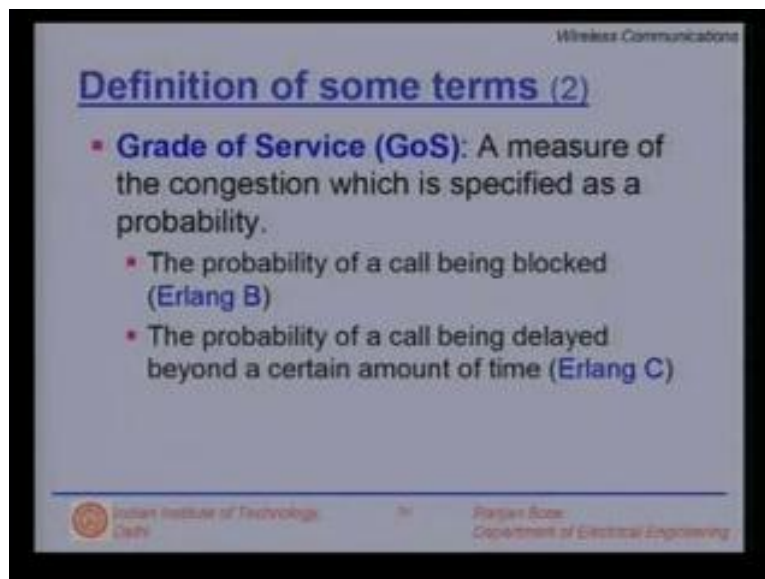 Wireless Communications
Definition of some terms (2)
▪ Grade of Service (GoS): A measure of
the congestion which is specified as a
probability.
▪ The probability of a call being blocked
(Erlang B)
▪ The probability of a call being delayed
beyond a certain amount of time (Erlang C)
Indian Institute of Technology,
Delhi
Ranjan Bose
Department of Electrical Engineering